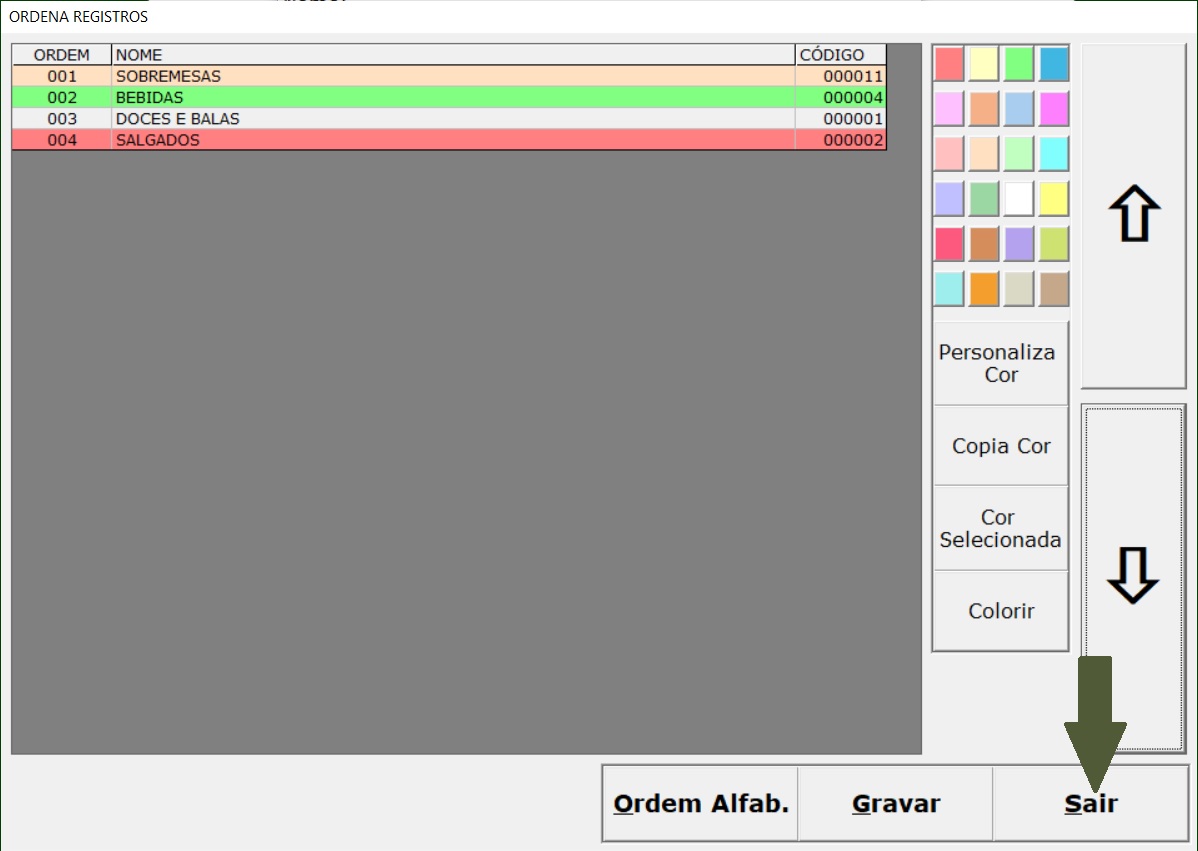 ORDENA REGISTROS
ORDEM NOME CÓDIGO
001 SOBREMESAS 000011
002 BEBIDAS 000004
003 DOCES E BALAS 000001
004 SALGADOS 000002
Personaliza
Cor
Copia Cor
Cor
Selecionada
Colorir
Ordem Alfab. Gravar Sair